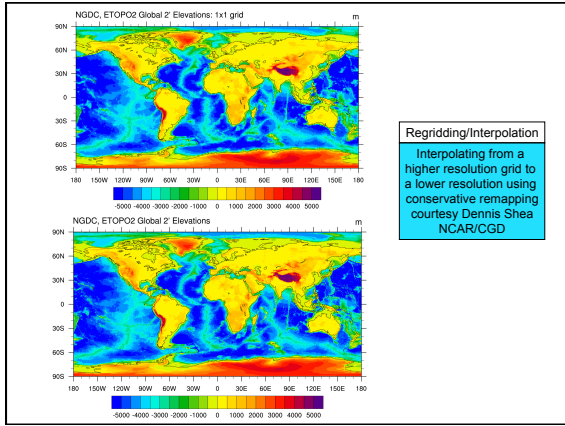 NGDC, ETOPO2 Global 2' Elevations: 1x1 grid m
90N
60N
30N
0
30S
60S
90S
180 150W 120W 90W 60W 30W 0 30E 60E 90E 120E 150E 180
-5000 -4000 -3000 -2000 -1000 0 1000 2000 3000 4000 5000
NGDC, ETOPO2 Global 2' Elevations m
90N
60N
30N
0
30S
60S
90S
180 150W 120W 90W 60W 30W 0 30E 60E 90E 120E 150E 180
-5000 -4000 -3000 -2000 -1000 0 1000 2000 3000 4000 5000
Regridding/Interpolation
Interpolating from a
higher resolution grid to
a lower resolution using
conservative remapping
courtesy Dennis Shea
NCAR/CGD